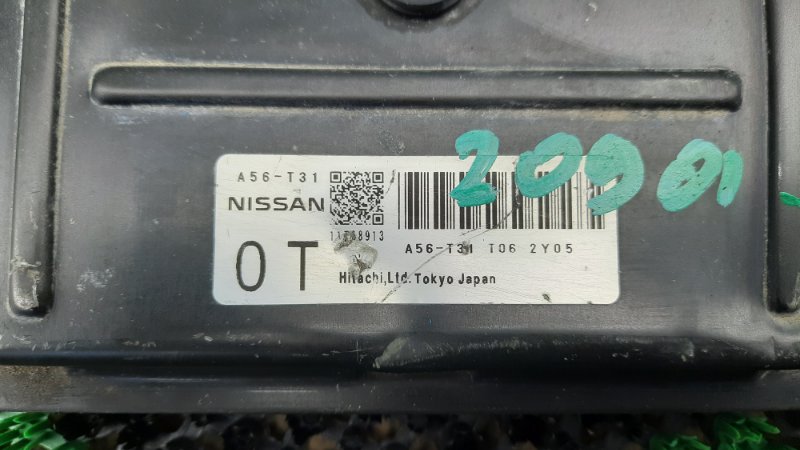 20901
A56-T31
NISSAN
0T
A56-T31 T06 2Y05
Hitachi,Ltd. Tokyo Japan